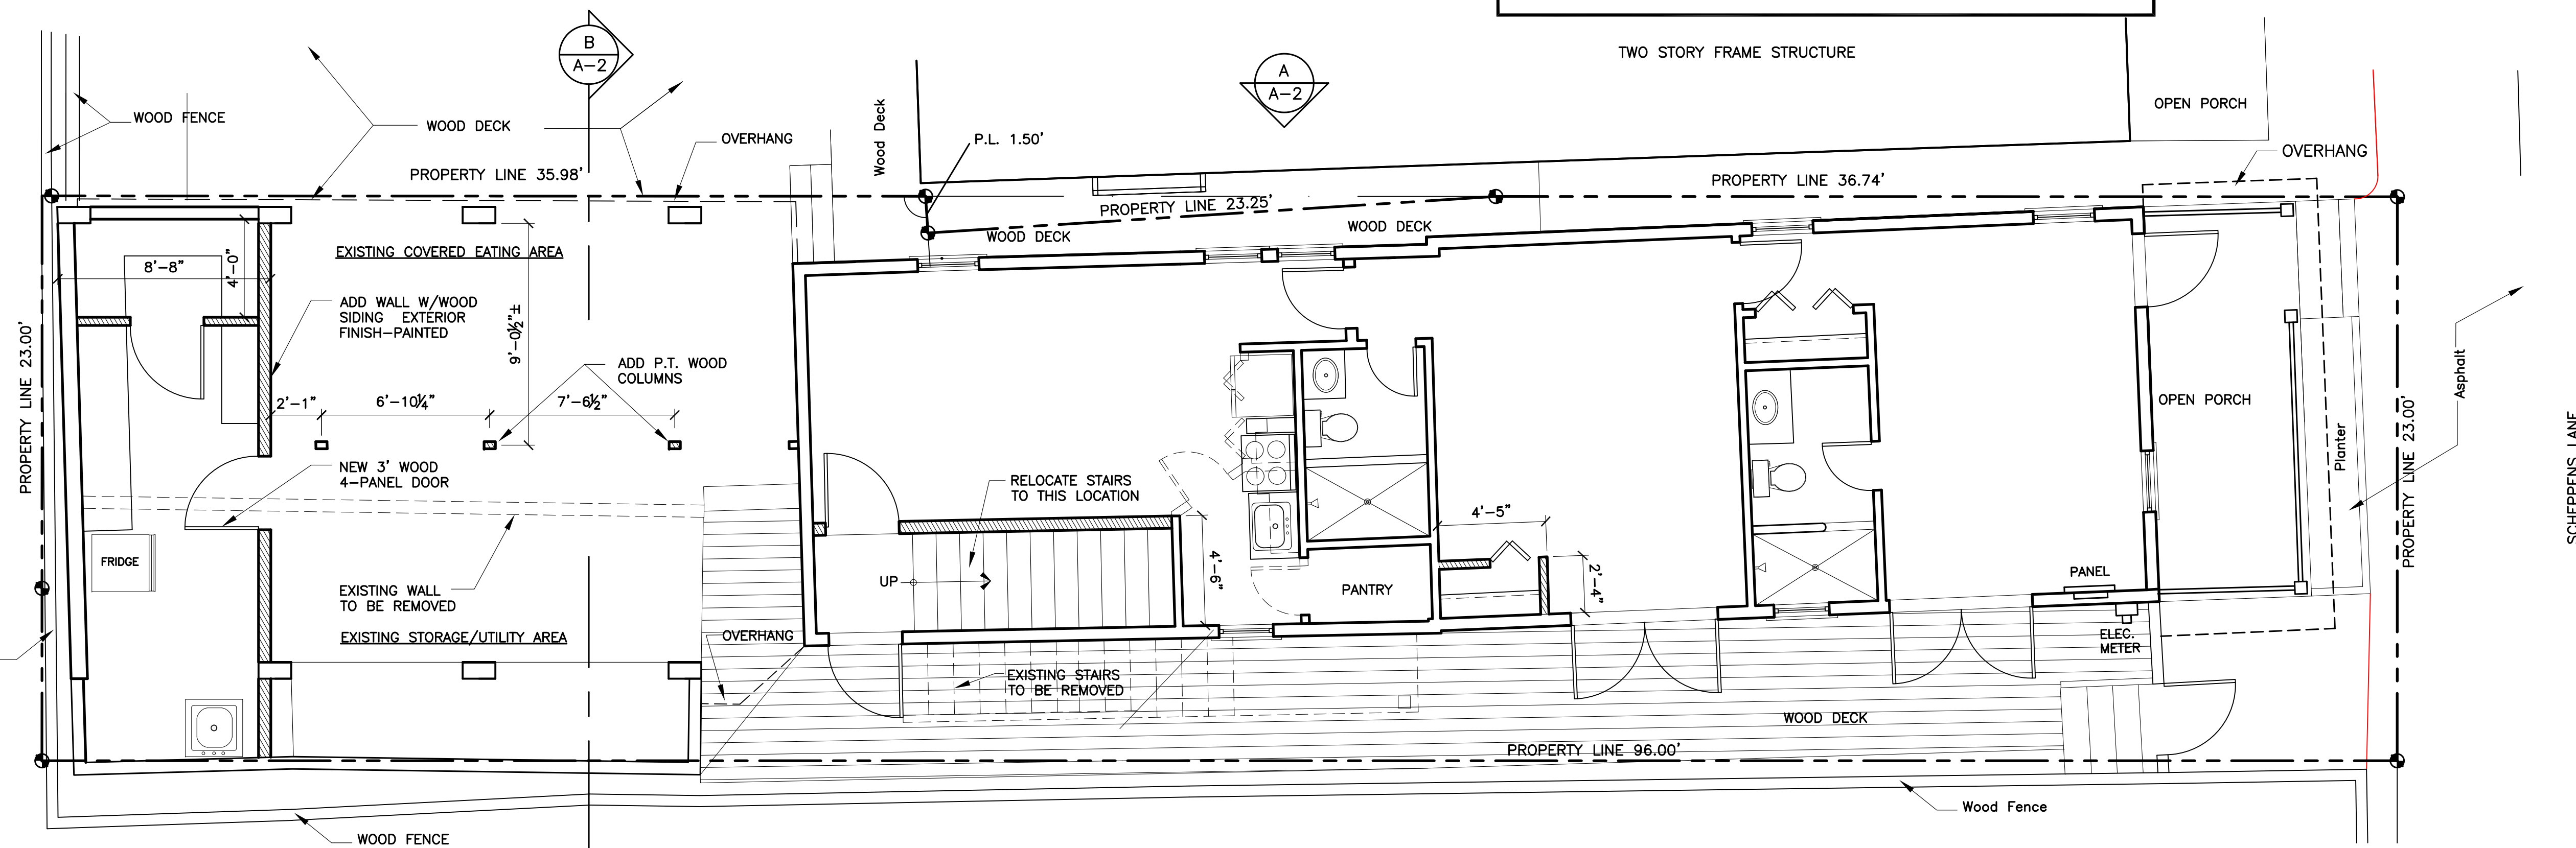 B
A-2
A
A-2
TWO STORY FRAME STRUCTURE
OPEN PORCH
WOOD FENCE
WOOD DECK
OVERHANG
Wood Deck
P.L. 1.50'
OVERHANG
PROPERTY LINE 35.98'
PROPERTY LINE 23.25'
PROPERTY LINE 36.74'
WOOD DECK
WOOD DECK
EXISTING COVERED EATING AREA
8'-8"
4'-0"
ADD WALL W/WOOD
SIDING EXTERIOR
FINISH-PAINTED
9'-0½"±
PROPERTY LINE 23.00'
ADD P.T. WOOD
COLUMNS
2'-1"
6'-10¼"
7'-6½"
OPEN PORCH
Asphalt
Planter
PROPERTY LINE 23.00'
SCHEPPENS LANE
NEW 3' WOOD
4-PANEL DOOR
RELOCATE STAIRS
TO THIS LOCATION
4'-5"
FRIDGE
UP
4'-6"
PANTRY
2'-4"
PANEL
EXISTING WALL
TO BE REMOVED
EXISTING STORAGE/UTILITY AREA
OVERHANG
ELEC.
METER
EXISTING STAIRS
TO BE REMOVED
WOOD DECK
PROPERTY LINE 96.00'
Wood Fence
WOOD FENCE